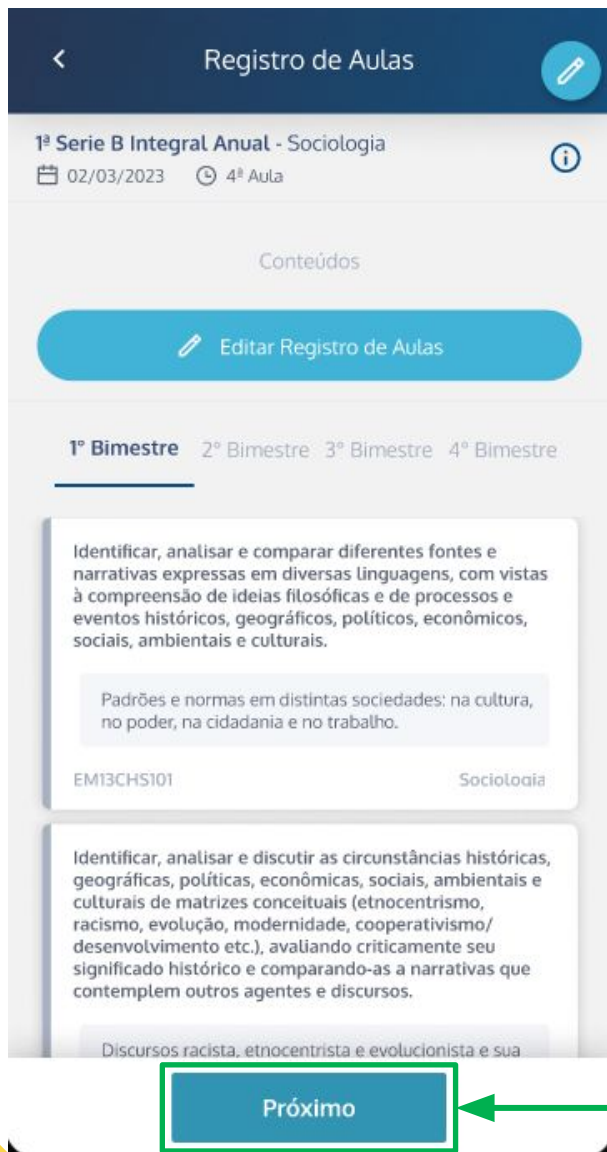 Registro de Aulas
1ª Serie B Integral Anual - Sociologia
02/03/2023 4ª Aula
Conteúdos
Editar Registro de Aulas
1° Bimestre 2° Bimestre 3° Bimestre 4° Bimestre
Identificar, analisar e comparar diferentes fontes e
narrativas expressas em diversas linguagens, com vistas
à compreensão de ideias filosóficas e de processos e
eventos históricos, geográficos, políticos, econômicos,
sociais, ambientais e culturais.
Padrões e normas em distintas sociedades: na cultura,
no poder, na cidadania e no trabalho.
EM13CHS101 Sociologia
Identificar, analisar e discutir as circunstâncias históricas,
geográficas, políticas, econômicas, sociais, ambientais e
culturais de matrizes conceituais (etnocentrismo,
racismo, evolução, modernidade, cooperativismo/
desenvolvimento etc.), avaliando criticamente seu
significado histórico e comparando-as a narrativas que
contemplem outros agentes e discursos.
Discursos racista, etnocentrista e evolucionista e sua
Próximo